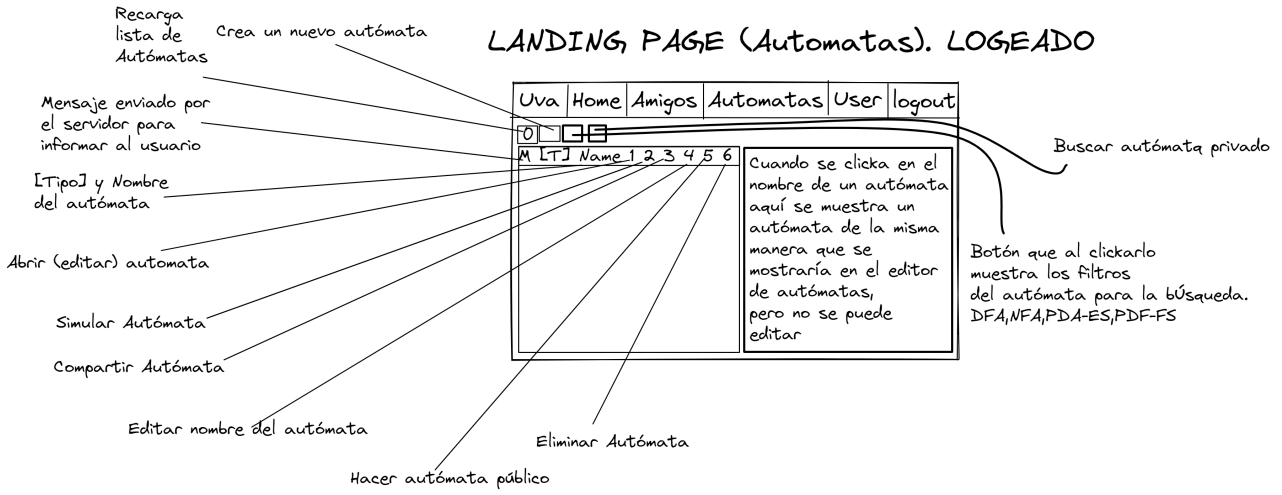 Recarga
lista de
Autómatas
Crea un nuevo autómata
LANDING PAGE (Automatas). LOGEADO
Mensaje enviado por
el servidor para
informar al usuario
[Tipo] y Nombre
del autómata
Abrir (editar) automata
Simular Autómata
Compartir Autómata
Editar nombre del autómata
Hacer autómata público
Eliminar Autómata
Uva Home Amigos Automatas User logout
O
M [T] Name 1 2 3 4 5 6
Cuando se clicka en el
nombre de un autómata
aquí se muestra un
autómata de la misma
manera que se
mostraría en el editor
de autómatas,
pero no se puede
editar
Buscar autómata privado
Botón que al clickarlo
muestra los filtros
del autómata para la bÚsqueda.
DFA,NFA,PDA-ES,PDF-FS